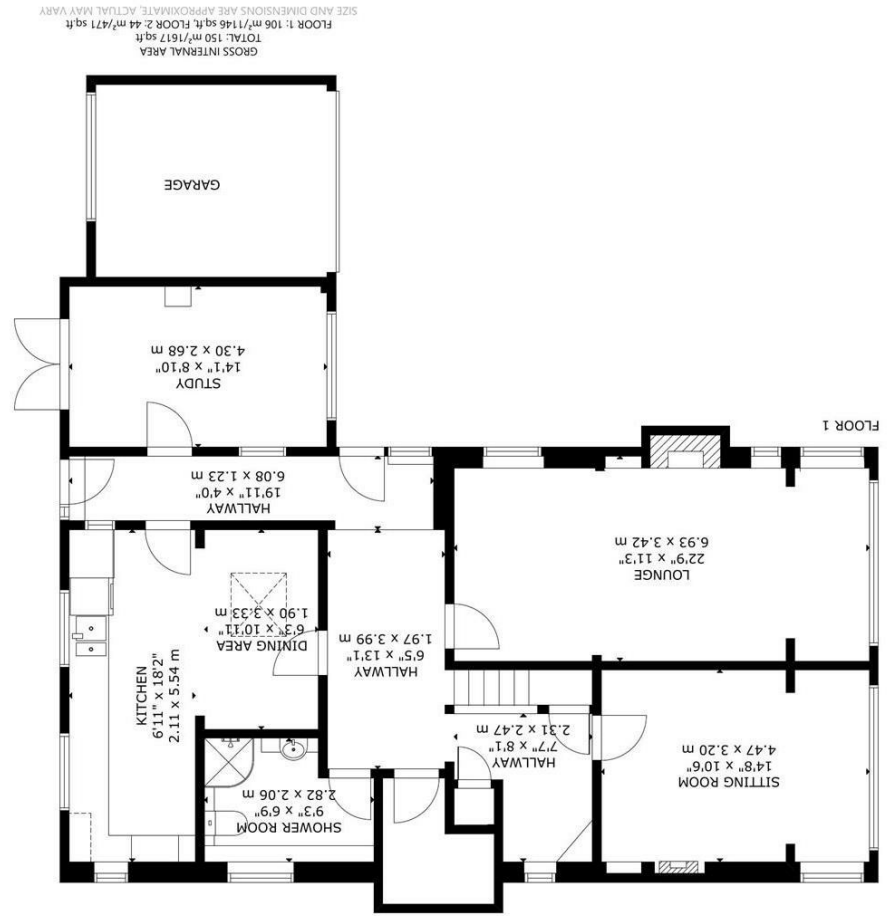 GROSS INTERNAL AREA
TOTAL: 150 m²/1617 sq.ft
FLOOR 1: 106 m²/1146 sq.ft, FLOOR 2: 44 m²/471 sq.ft
SIZE AND DIMENSIONS ARE APPROXIMATE, ACTUAL MAY VARY
GARAGE
STUDY
14'1" x 8'10"
4.30 x 2.68 m
FLOOR 1
HALLWAY
19'11" x 4'0"
6.08 x 1.23 m
LOUNGE
22'9" x 11'3"
6.93 x 3.42 m
DINING AREA
6'3" x 10'11"
1.90 x 3.33 m
HALLWAY
6'5" x 13'1"
1.97 x 3.99 m
KITCHEN
6'11" x 18'2"
2.11 x 5.54 m
HALLWAY
7'7" x 8'1"
2.31 x 2.47 m
SITTING ROOM
14'8" x 10'6"
4.47 x 3.20 m
SHOWER ROOM
9'3" x 6'9"
2.82 x 2.06 m